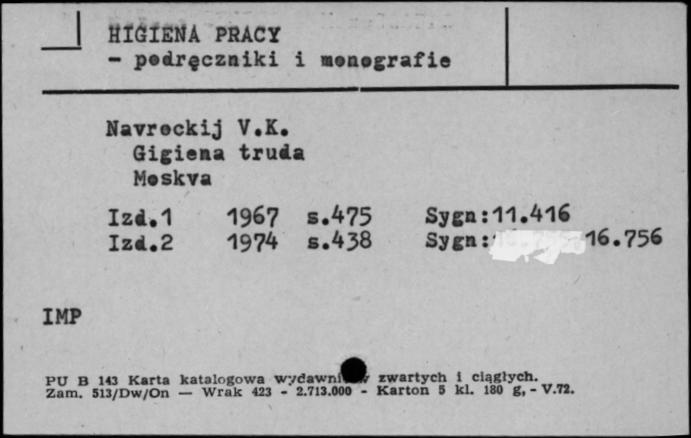 HIGIENA PRACY
- podręczniki i monografie
Navrockij V.K.
Gigiena truda
Moskva
Izd.1 1967 s.475 Sygn:11.416
Izd.2 1974 s.438 Sygn: 16.756
IMP
PU B 143 Karta katalogowa zwartych i ciągłych.
Zam. 513/Dw/On — Wrak 423 - 2.713.000 - Karton 5 kl. 180 g, - V.72.